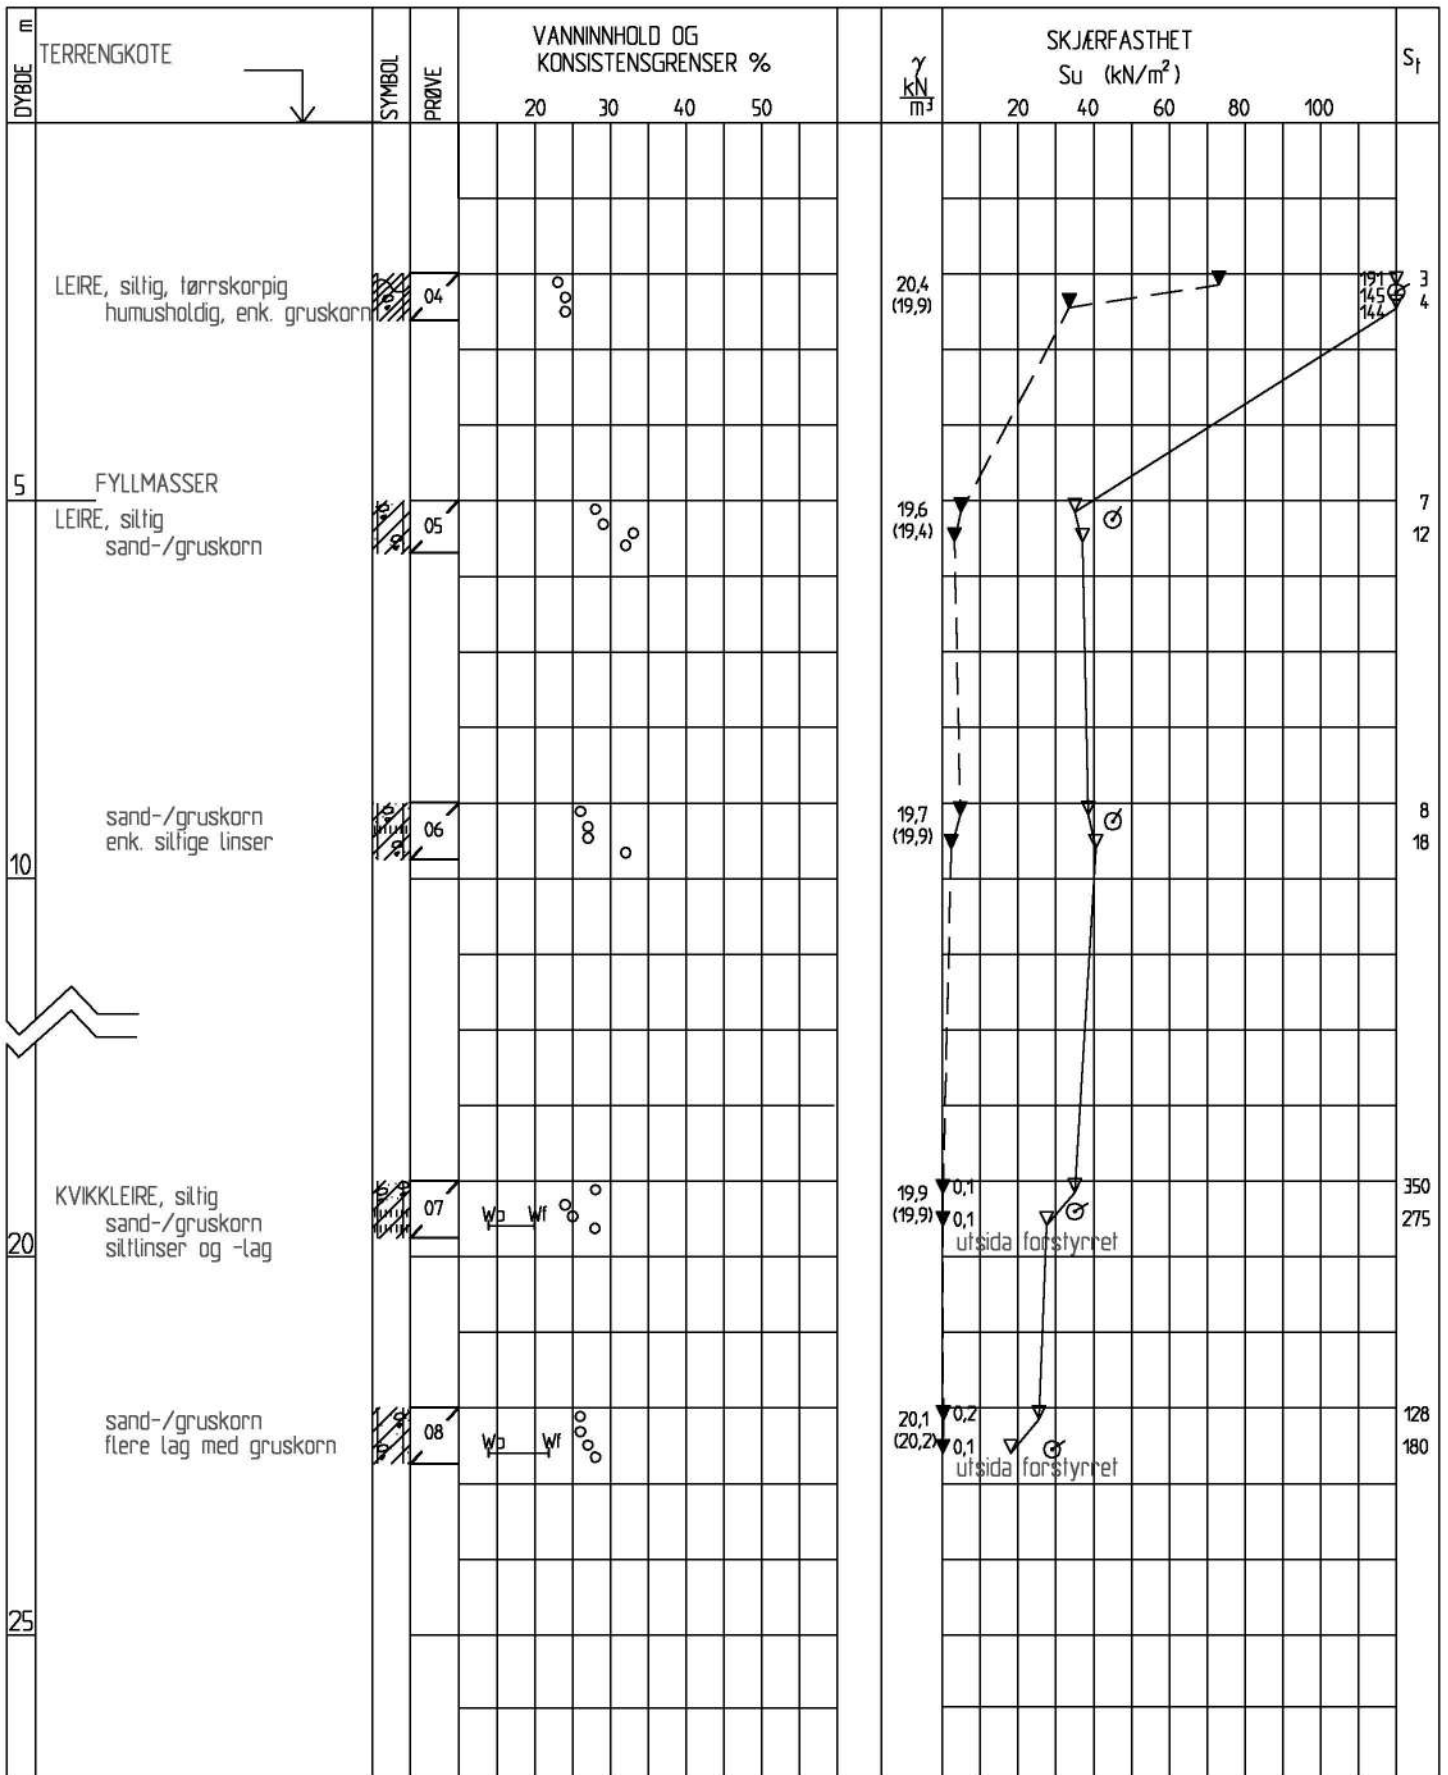 DYBDE m
TERRENGKOTE
SYMBOL
PRØVE
VANNINNHOLD OG
KONSISTENSGRENSER %
20 30 40 50
γ
kN
m³
SKJÆRFASTHET
Su (kN/m²)
20 40 60 80 100
St
LEIRE, siltig, tørrskorpig
humusholdig, enk. gruskorn
04
20,4
(19,9)
191
145
144
3
4
5
FYLLMASSER
LEIRE, siltig
sand-/gruskorn
05
19,6
(19,4)
7
12
sand-/gruskorn
enk. siltige linser
06
19,7
(19,9)
8
18
10
KVIKKLEIRE, siltig
sand-/gruskorn
siltlinser og -lag
07
Wp Wf
19,9
(19,9)
0,1
0,1
utsida forstyrret
350
275
20
sand-/gruskorn
flere lag med gruskorn
08
Wp Wf
20,1
(20,2)
0,2
0,1
utsida forstyrret
128
180
25